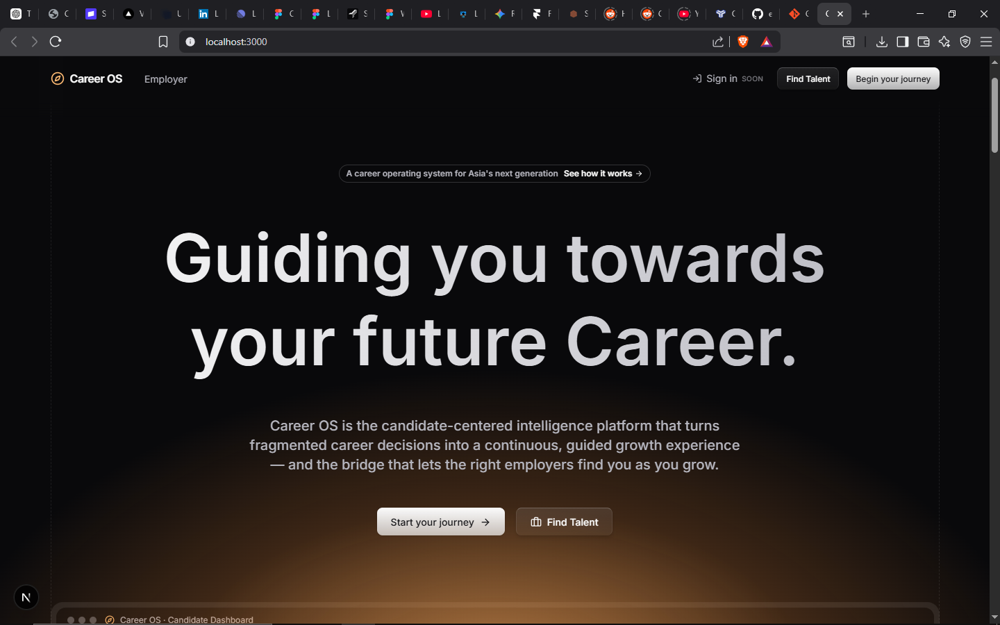 T
C
S
V
U
L
L
C
L
S
V
L
L
F
F
S
C
Y
C
e
C
C
localhost:3000
Career OS
Employer
Sign in SOON
Find Talent
Begin your journey
A career operating system for Asia's next generation See how it works →
Guiding you towards
your future Career.
Career OS is the candidate-centered intelligence platform that turns
fragmented career decisions into a continuous, guided growth experience
— and the bridge that lets the right employers find you as you grow.
Start your journey →
Find Talent
N
Career OS · Candidate Dashboard